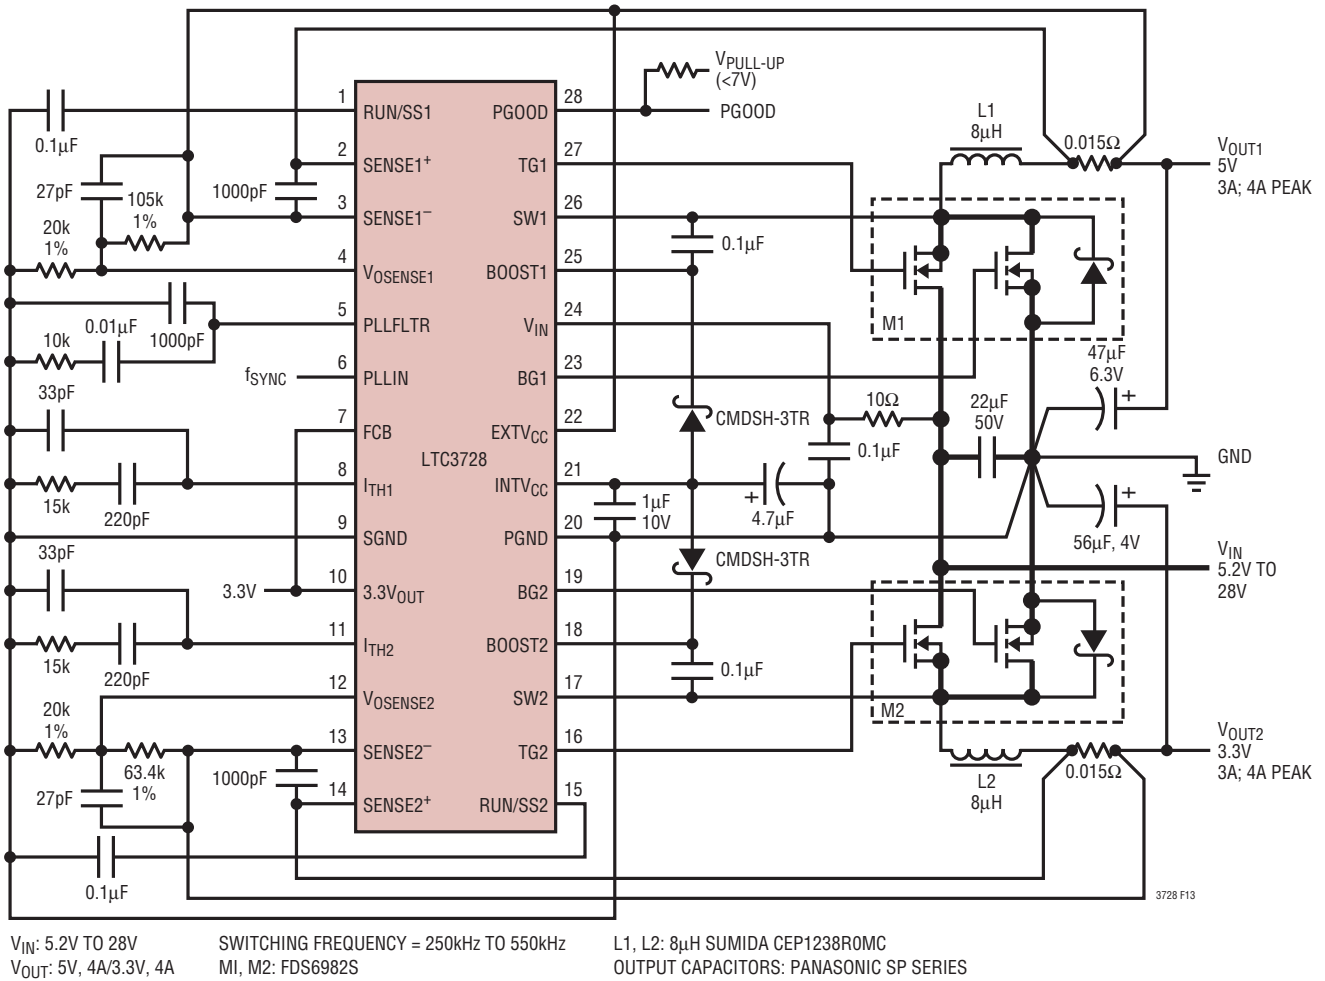 VPULL-UP
(<7V)
1
RUN/SS1
PGOOD
28
PGOOD
0.1µF
L1
8µH
0.015Ω
VOUT1
5V
3A; 4A PEAK
2
SENSE1+
TG1
27
27pF
105k
1%
1000pF
3
SENSE1–
SW1
26
0.1µF
20k
1%
4
VOSENSE1
BOOST1
25
5
PLLFLTR
VIN
24
M1
0.01µF
1000pF
10k
6
fSYNC
PLLIN
BG1
23
47µF
6.3V
+
33pF
7
FCB
EXTVCC
22
CMDSH-3TR
10Ω
22µF
50V
0.1µF
LTC3728
GND
8
ITH1
INTVCC
21
15k
220pF
1µF
10V
+
4.7µF
+
56µF, 4V
9
SGND
PGND
20
33pF
CMDSH-3TR
VIN
5.2V TO
28V
3.3V
10
3.3VOUT
BG2
19
11
ITH2
BOOST2
18
15k
220pF
0.1µF
12
VOSENSE2
SW2
17
M2
20k
1%
13
SENSE2–
TG2
16
VOUT2
3.3V
3A; 4A PEAK
63.4k
1%
1000pF
L2
8µH
0.015Ω
27pF
14
SENSE2+
RUN/SS2
15
0.1µF
3728 F13
VIN: 5.2V TO 28V
VOUT: 5V, 4A/3.3V, 4A
SWITCHING FREQUENCY = 250kHz TO 550kHz
MI, M2: FDS6982S
L1, L2: 8µH SUMIDA CEP1238R0MC
OUTPUT CAPACITORS: PANASONIC SP SERIES